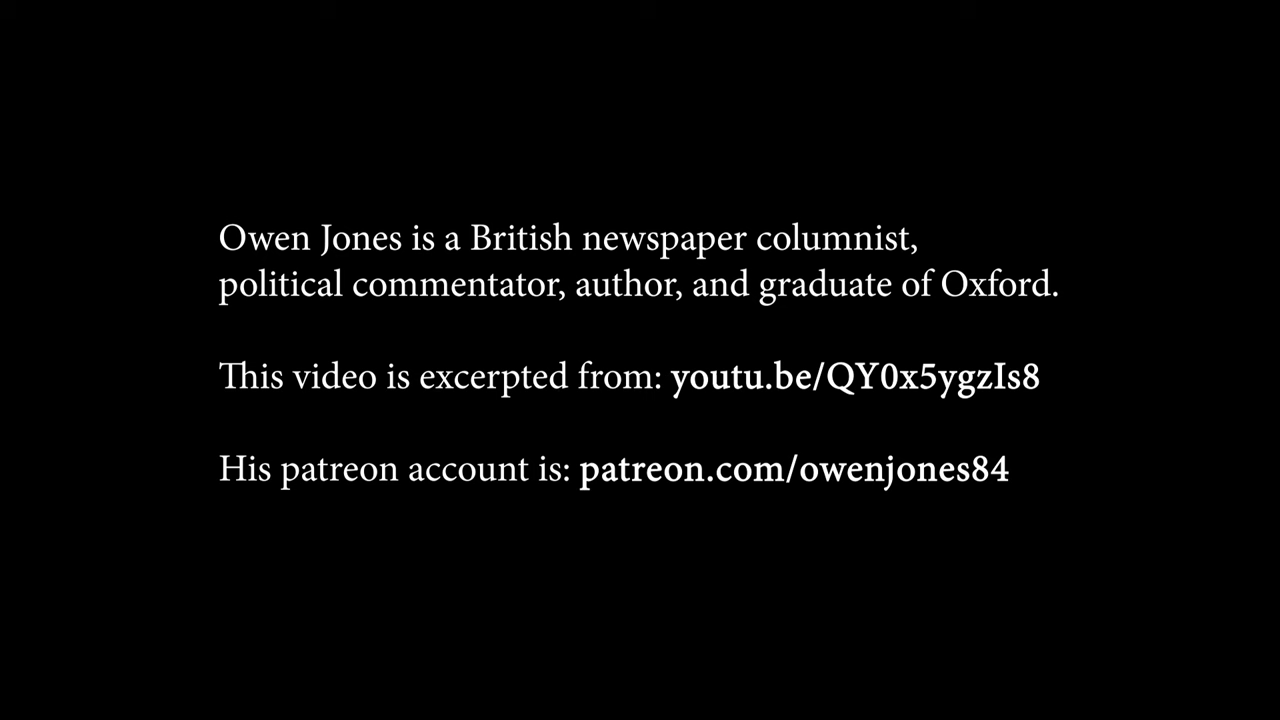 Owen Jones is a British newspaper columnist,
political commentator, author, and graduate of Oxford.
This video is excerpted from: youtu.be/QY0x5ygzIs8
His patreon account is: patreon.com/owenjones84